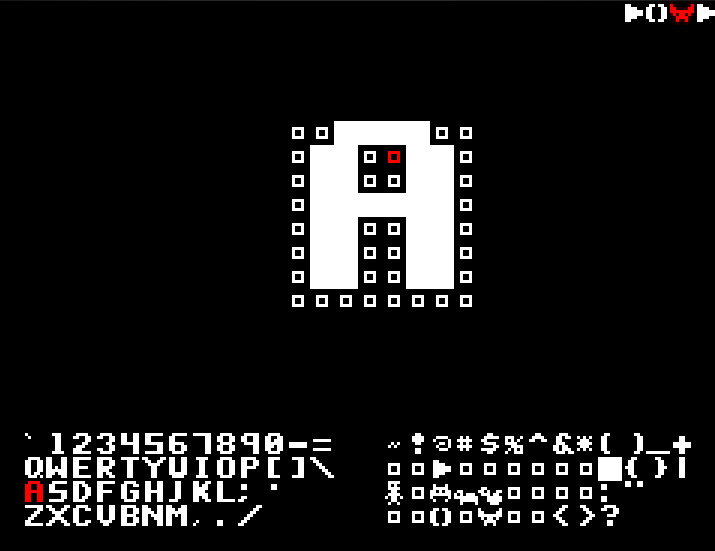 ()
A
` 1234567890-= ~!@#$%^&*( )_+
QWERTYUIOP[]\ { } |
ASDFGHJKL; ' : "
ZXCVBNM,./ () < > ?